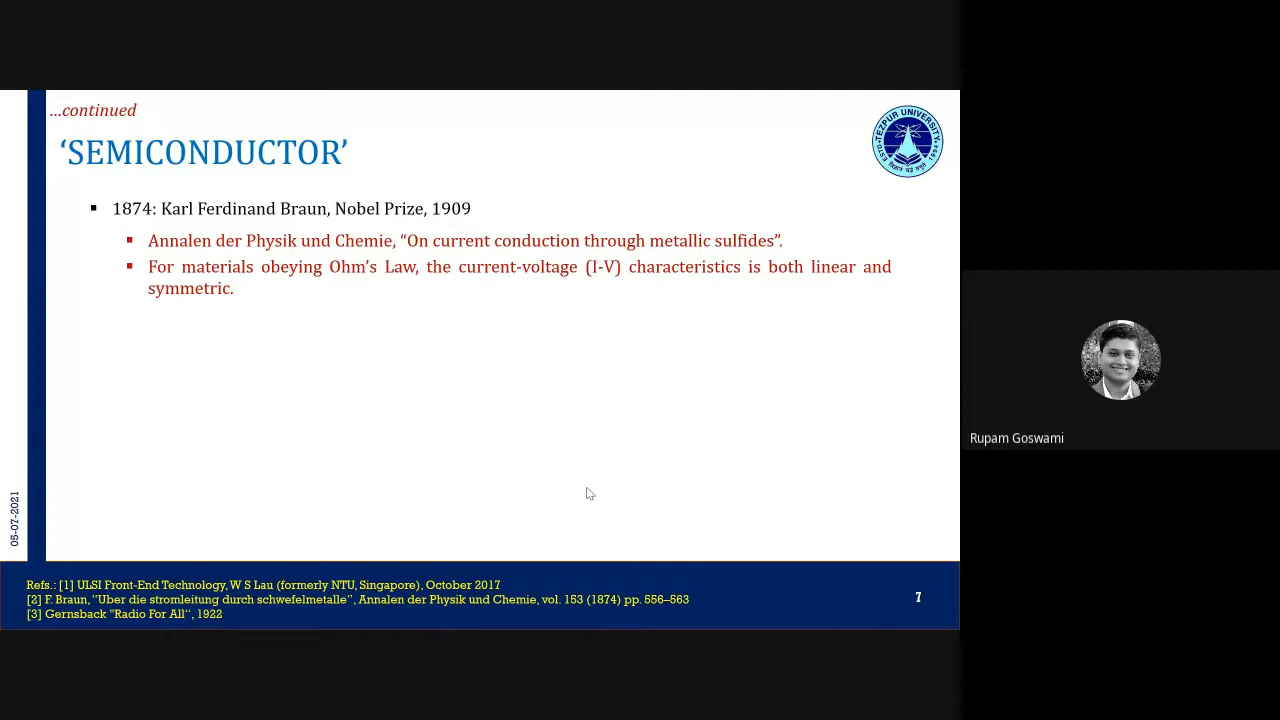 ...continued
‘SEMICONDUCTOR’
TEZPUR UNIVERSITY
▪ 1874: Karl Ferdinand Braun, Nobel Prize, 1909
▪ Annalen der Physik und Chemie, “On current conduction through metallic sulfides”.
▪ For materials obeying Ohm’s Law, the current-voltage (I-V) characteristics is both linear and
symmetric.
Rupam Goswami
05-07-2021
Refs.: [1] ULSI Front-End Technology, W S Lau (formerly NTU, Singapore), October 2017
[2] F. Braun, “Uber die stromleitung durch schwefelmetalle”, Annalen der Physik und Chemie, vol. 153 (1874) pp. 556–563
[3] Gernsback "Radio For All“, 1922
7